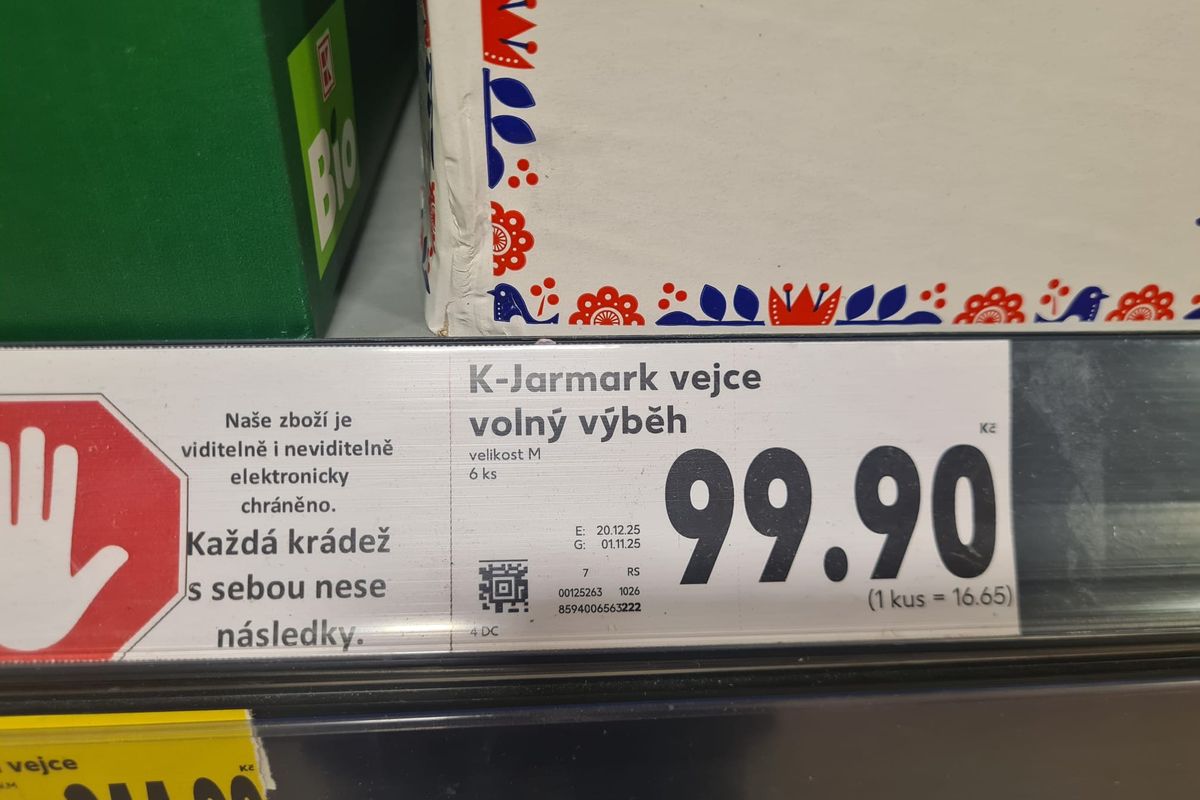 K
Bio
Naše zboží je
viditelně i neviditelně
elektronicky
chráněno.
Každá krádež
s sebou nese
následky.
K-Jarmark vejce
volný výběh
velikost M
6 ks
Kč
99.90
(1 kus = 16.65)
E: 20.12.25
G: 01.11.25
7 RS
00125263 1026
8594006563222
4 DC
vejce
Kč